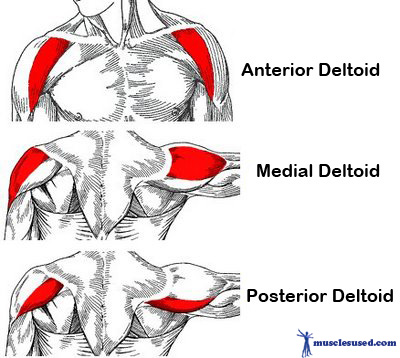 Anterior Deltoid
Medial Deltoid
Posterior Deltoid
musclesused.com